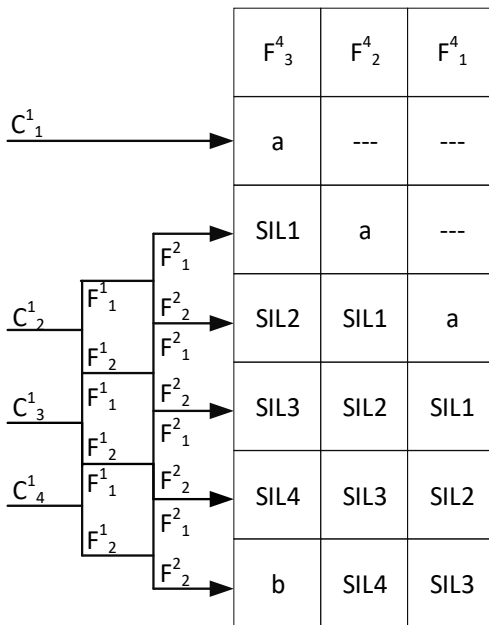 F⁴₃ F⁴₂ F⁴₁
C¹₁
a --- ---
SIL1 a ---
F²₁
F¹₁ F²₂
C¹₂ SIL2 SIL1 a
F²₁
F¹₂
F¹₁ F²₂
C¹₃ SIL3 SIL2 SIL1
F²₁
F¹₂
F¹₁ F²₂
C¹₄ SIL4 SIL3 SIL2
F²₁
F¹₂
F²₂
b SIL4 SIL3